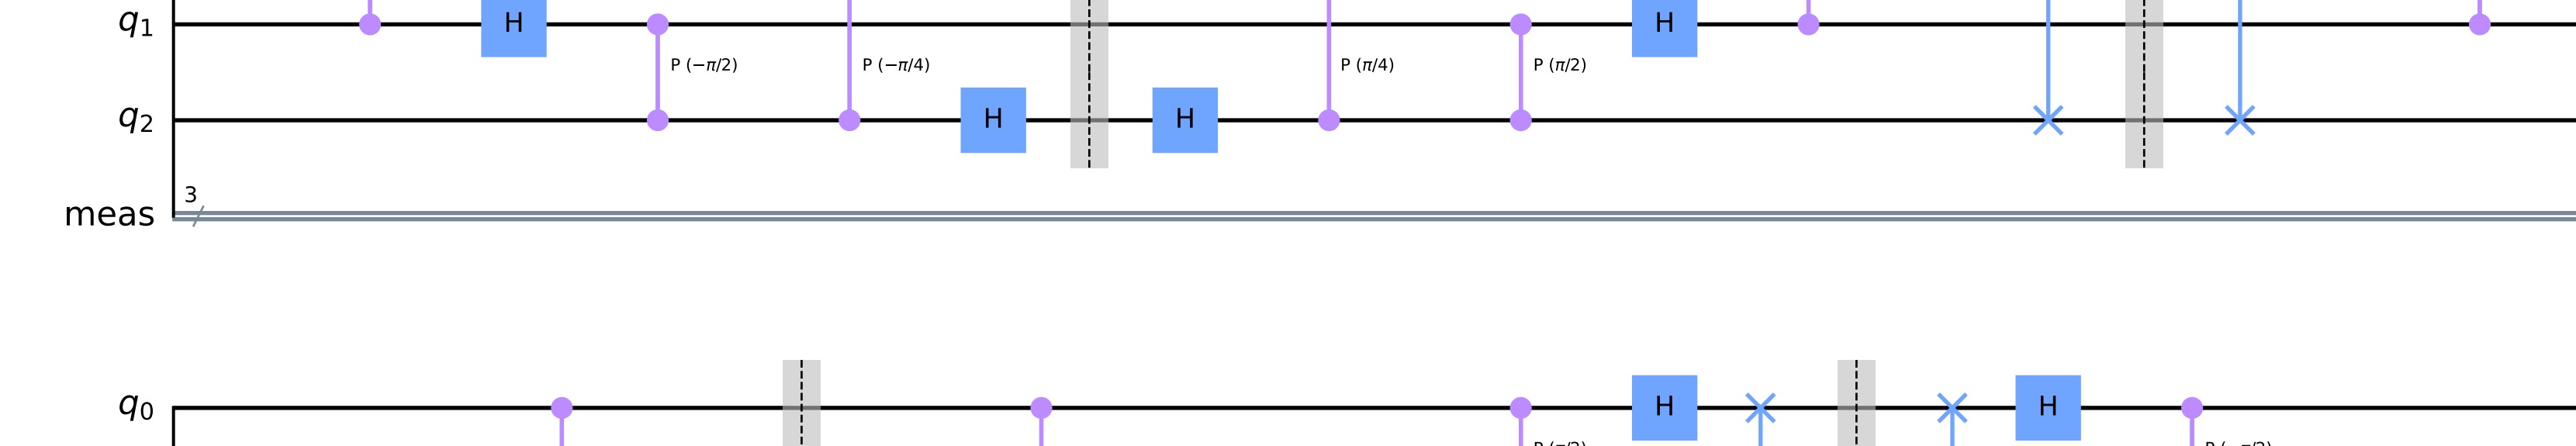 q1 H H
P (−π/2) P (−π/4) P (π/4) P (π/2)
q2 H H
3
meas
q0 H H